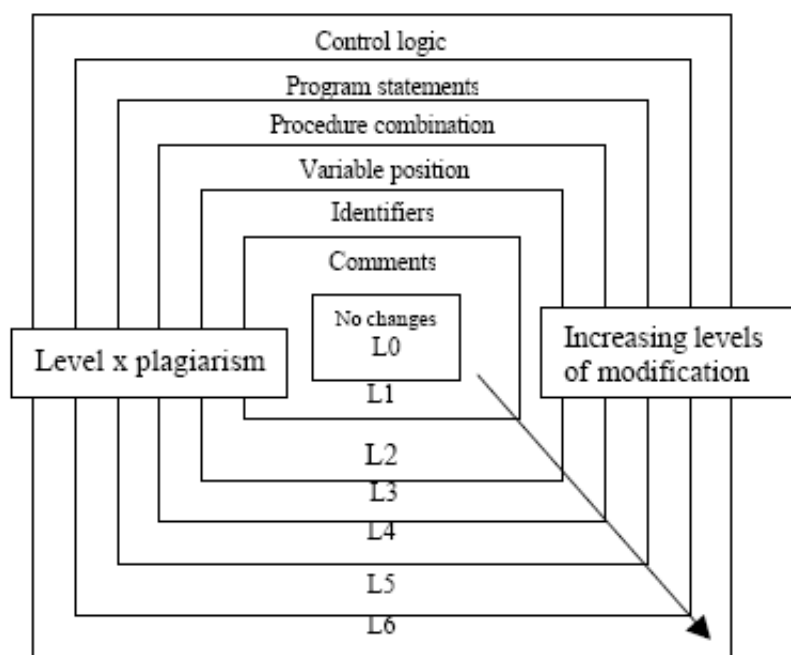 Control logic
Program statements
Procedure combination
Variable position
Identifiers
Comments
No changes
L0
Level x plagiarism
Increasing levels
of modification
L1
L2
L3
L4
L5
L6